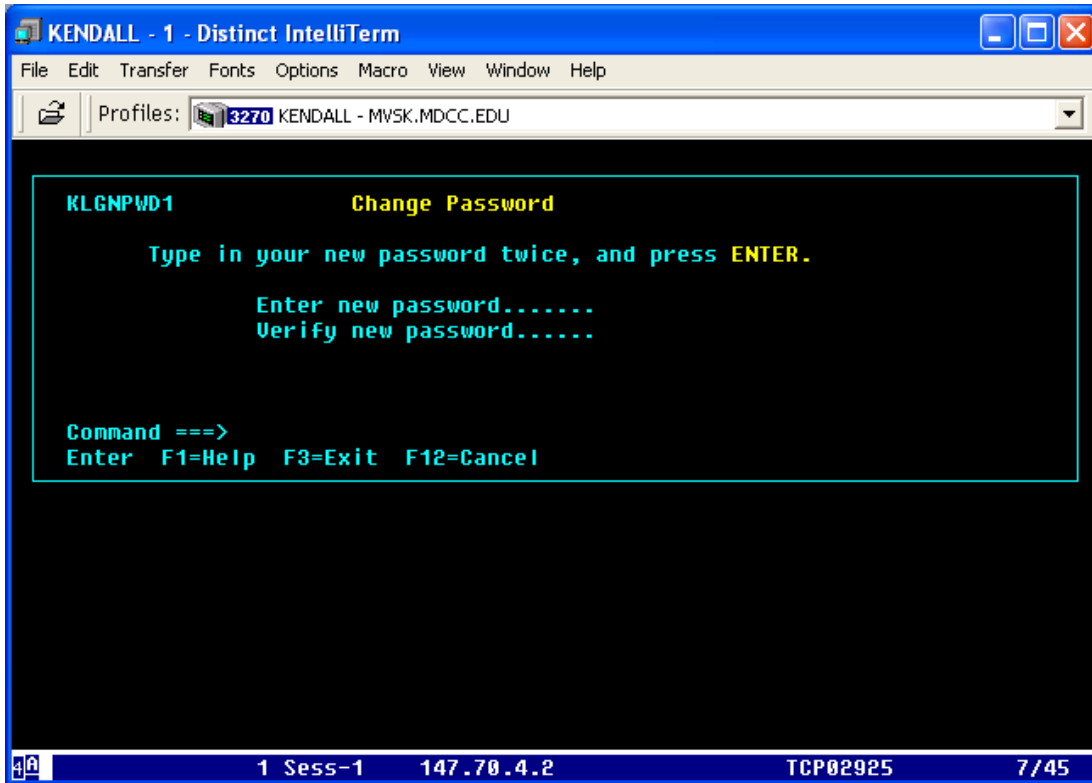 KENDALL - 1 - Distinct IntelliTerm
File Edit Transfer Fonts Options Macro View Window Help
Profiles: 3270 KENDALL - MVSK.MDCC.EDU
KLGNPWD1 Change Password
Type in your new password twice, and press ENTER.
Enter new password.......
Verify new password......
Command ===>
Enter F1=Help F3=Exit F12=Cancel
4A 1 Sess-1 147.70.4.2 TCP02925 7/45